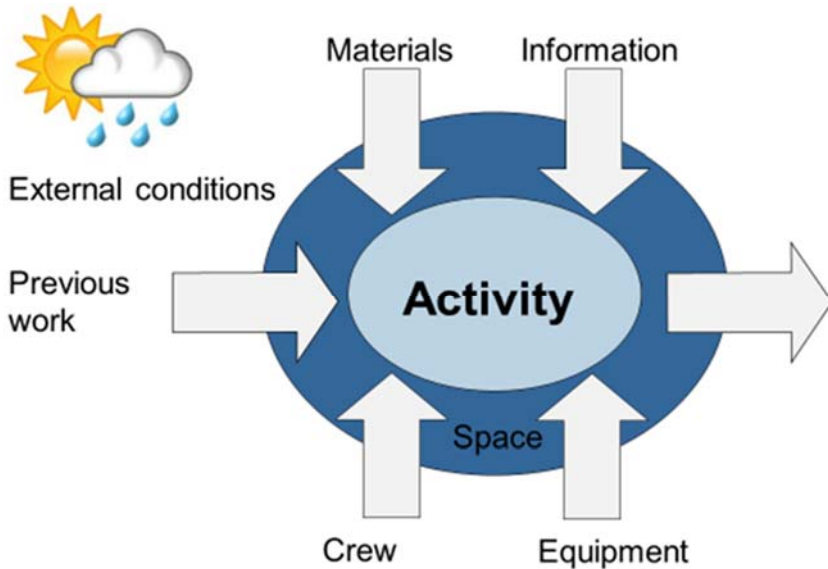 Materials
Information
External conditions
Previous
work
Activity
Space
Crew
Equipment